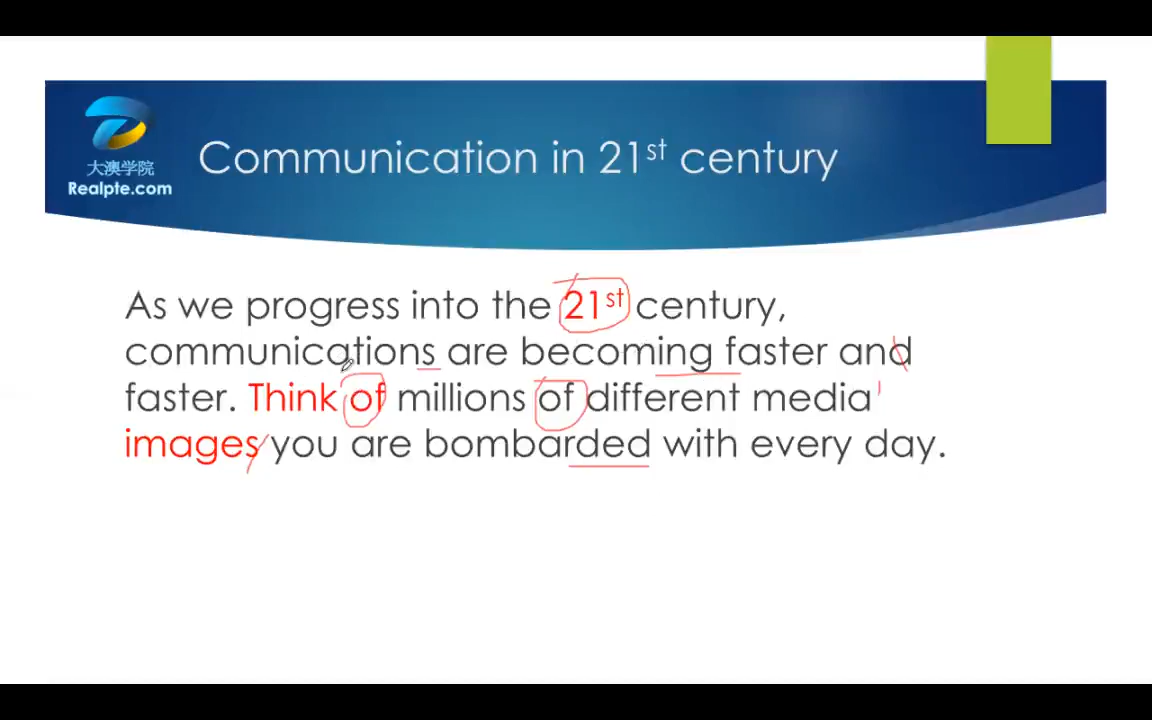 大澳学院
Realpte.com
Communication in 21st century
As we progress into the 21st century,
communications are becoming faster and
faster. Think of millions of different media
images you are bombarded with every day.